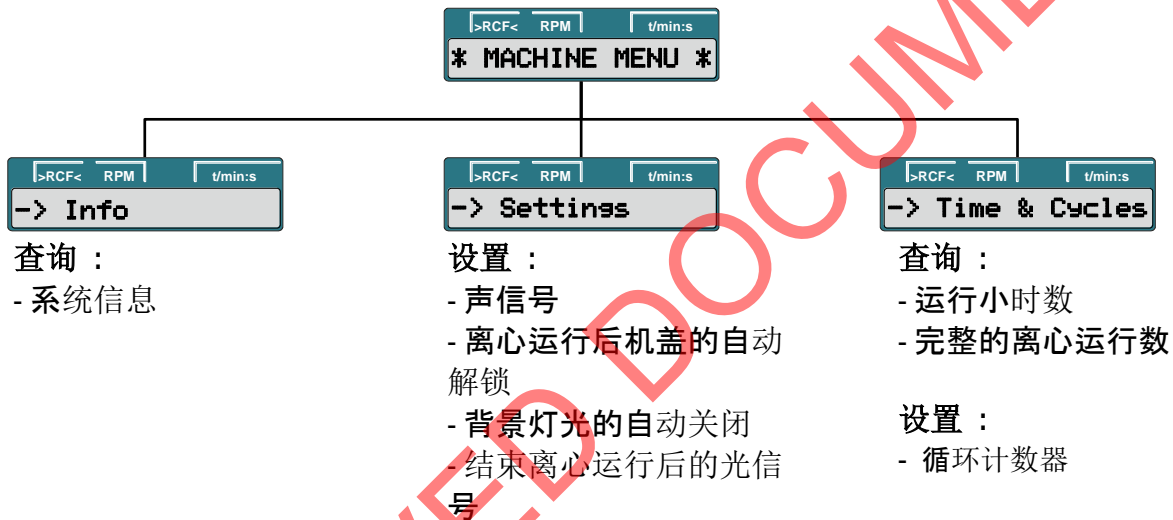 >RCF< RPM t/min:s
* MACHINE MENU *
>RCF< RPM t/min:s
-> Info
查询：
- 系统信息
>RCF< RPM t/min:s
-> Settings
设置：
- 声信号
- 离心运行后机盖的自动
解锁
- 背景灯光的自动关闭
- 结束离心运行后的光信
号
>RCF< RPM t/min:s
-> Time & Cycles
查询：
- 运行小时数
- 完整的离心运行数
设置：
- 循环计数器
VED DOCUME